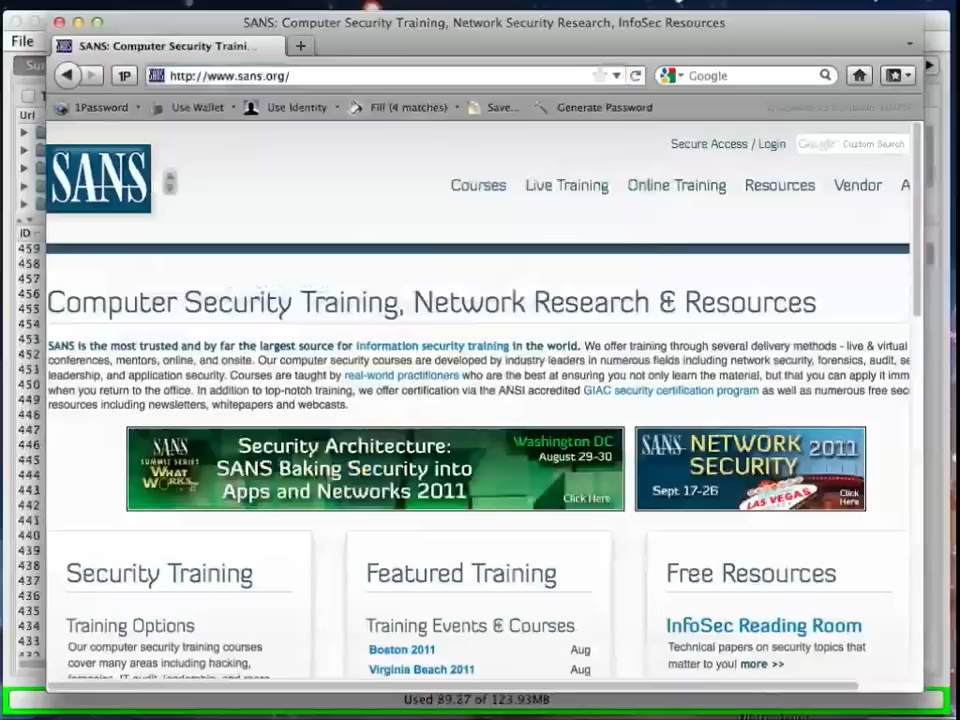 SANS: Computer Security Training, Network Security Research, InfoSec Resources
File
SANS: Computer Security Traini...
1P
http://www.sans.org/
Google
1Password
Use Wallet
Use Identity
Fill (4 matches)
Save...
Generate Password
Url
SANS
Secure Access / Login
Google Custom Search
Courses
Live Training
Online Training
Resources
Vendor
A
ID
459
458
457
456
455
454
453
452
451
450
449
448
447
446
445
444
443
442
441
440
439
438
437
436
435
434
433
Computer Security Training, Network Research & Resources
SANS is the most trusted and by far the largest source for information security training in the world. We offer training through several delivery methods - live & virtual
conferences, mentors, online, and onsite. Our computer security courses are developed by industry leaders in numerous fields including network security, forensics, audit, se
leadership, and application security. Courses are taught by real-world practitioners who are the best at ensuring you not only learn the material, but that you can apply it imm
when you return to the office. In addition to top-notch training, we offer certification via the ANSI accredited GIAC security certification program as well as numerous free sec
resources including newsletters, whitepapers and webcasts.
SANS
SUMMIT SERIES
WHAT
WORKS
Security Architecture:
SANS Baking Security into
Apps and Networks 2011
Washington DC
August 29-30
Click Here
SANS
NETWORK
SECURITY
2011
Sept 17-26
LAS VEGAS
Click
Here
Security Training
Featured Training
Free Resources
Training Options
Our computer security training courses
cover many areas including hacking,
forensics, IT audit, leadership, and more
Training Events & Courses
Boston 2011
Aug
Virginia Beach 2011
Aug
InfoSec Reading Room
Technical papers on security topics that
matter to you! more >>
Used 89.87 of 123.93MB